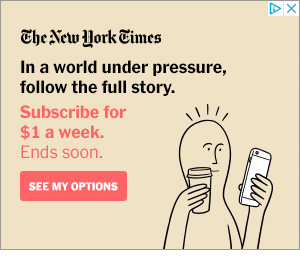 The New York Times
In a world under pressure,
follow the full story.
Subscribe for
$1 a week.
Ends soon.
SEE MY OPTIONS